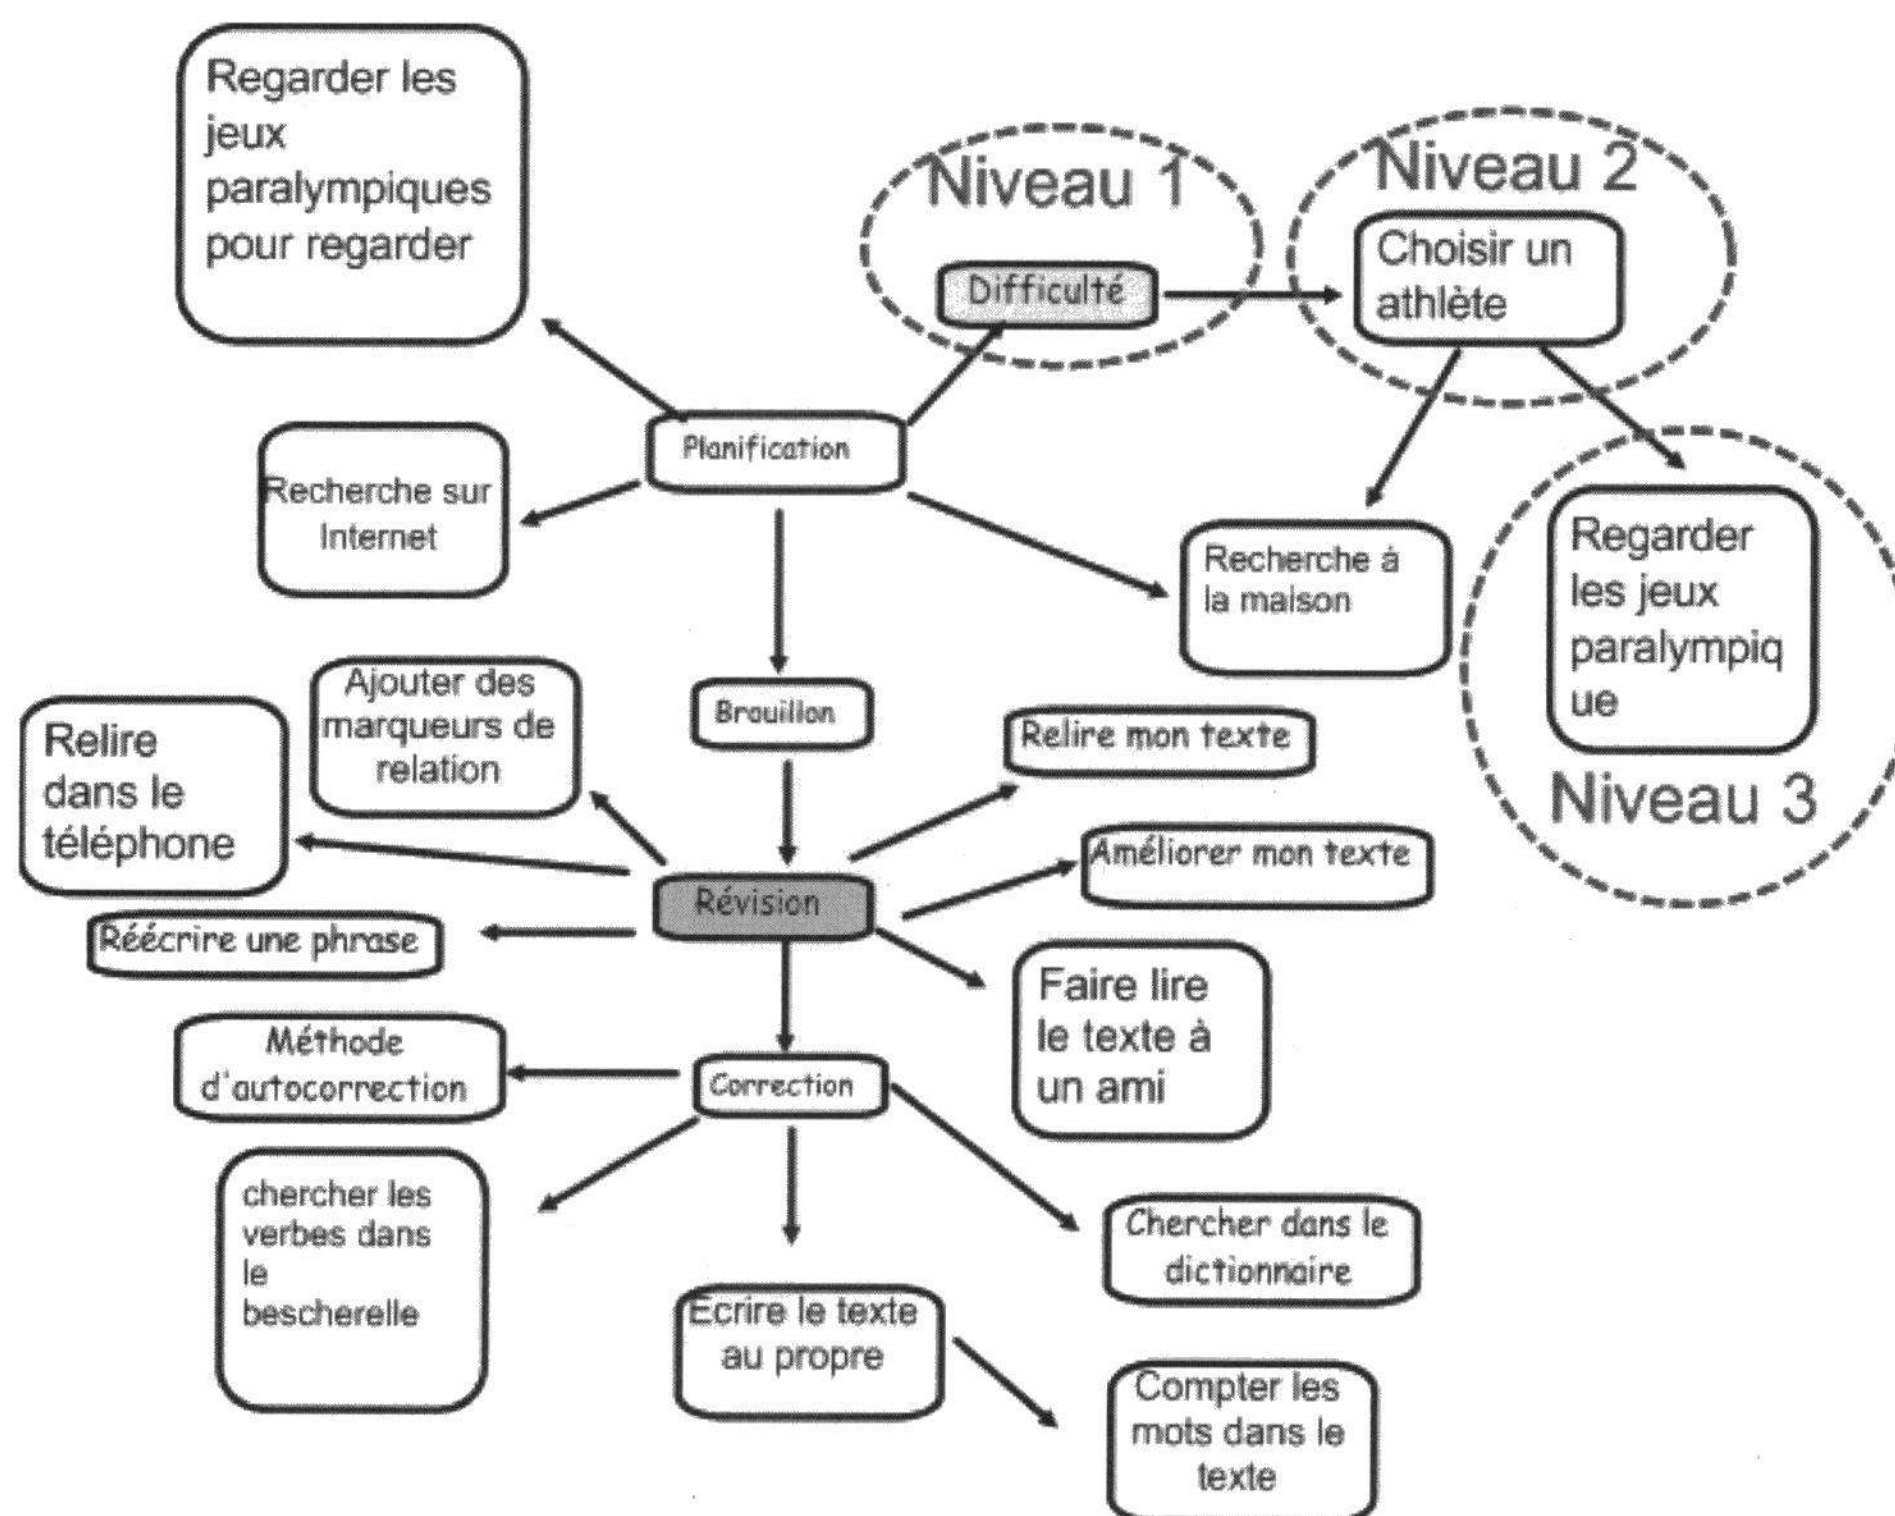 Regarder les
jeux
paralympiques
pour regarder
Niveau 1
Difficulté
Niveau 2
Choisir un
athlète
Planification
Recherche sur
Internet
Recherche à
la maison
Regarder
les jeux
paralympiq
ue
Niveau 3
Ajouter des
marqueurs de
relation
Relire
dans le
téléphone
Brouillon
Relire mon texte
Améliorer mon texte
Révision
Réécrire une phrase
Faire lire
le texte à
un ami
Méthode
d'autocorrection
Correction
chercher les
verbes dans
le
bescherelle
Chercher dans le
dictionnaire
Ecrire le texte
au propre
Compter les
mots dans le
texte